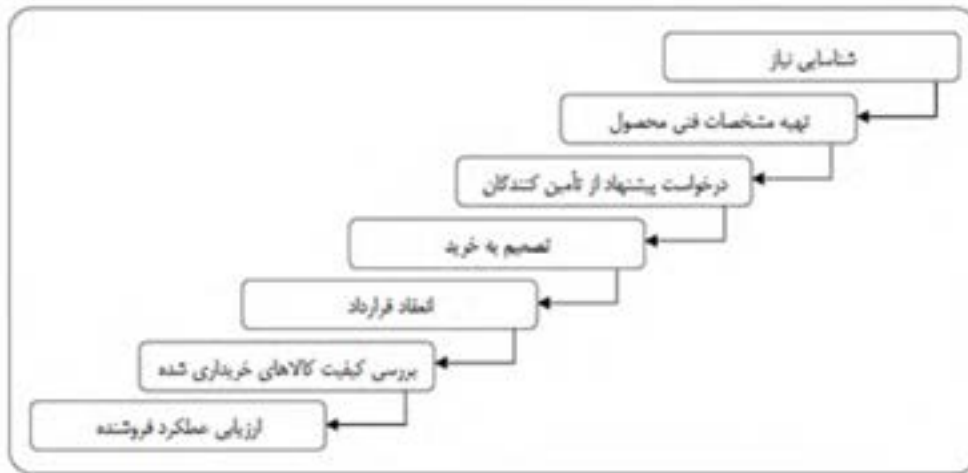 شناسایی نیاز
تهیه مشخصات فنی محصول
درخواست پیشنهاد از تأمین کنندگان
تصمیم به خرید
انعقاد قرارداد
بررسی کیفیت کالاهای خریداری شده
ارزیابی عملکرد فروشنده